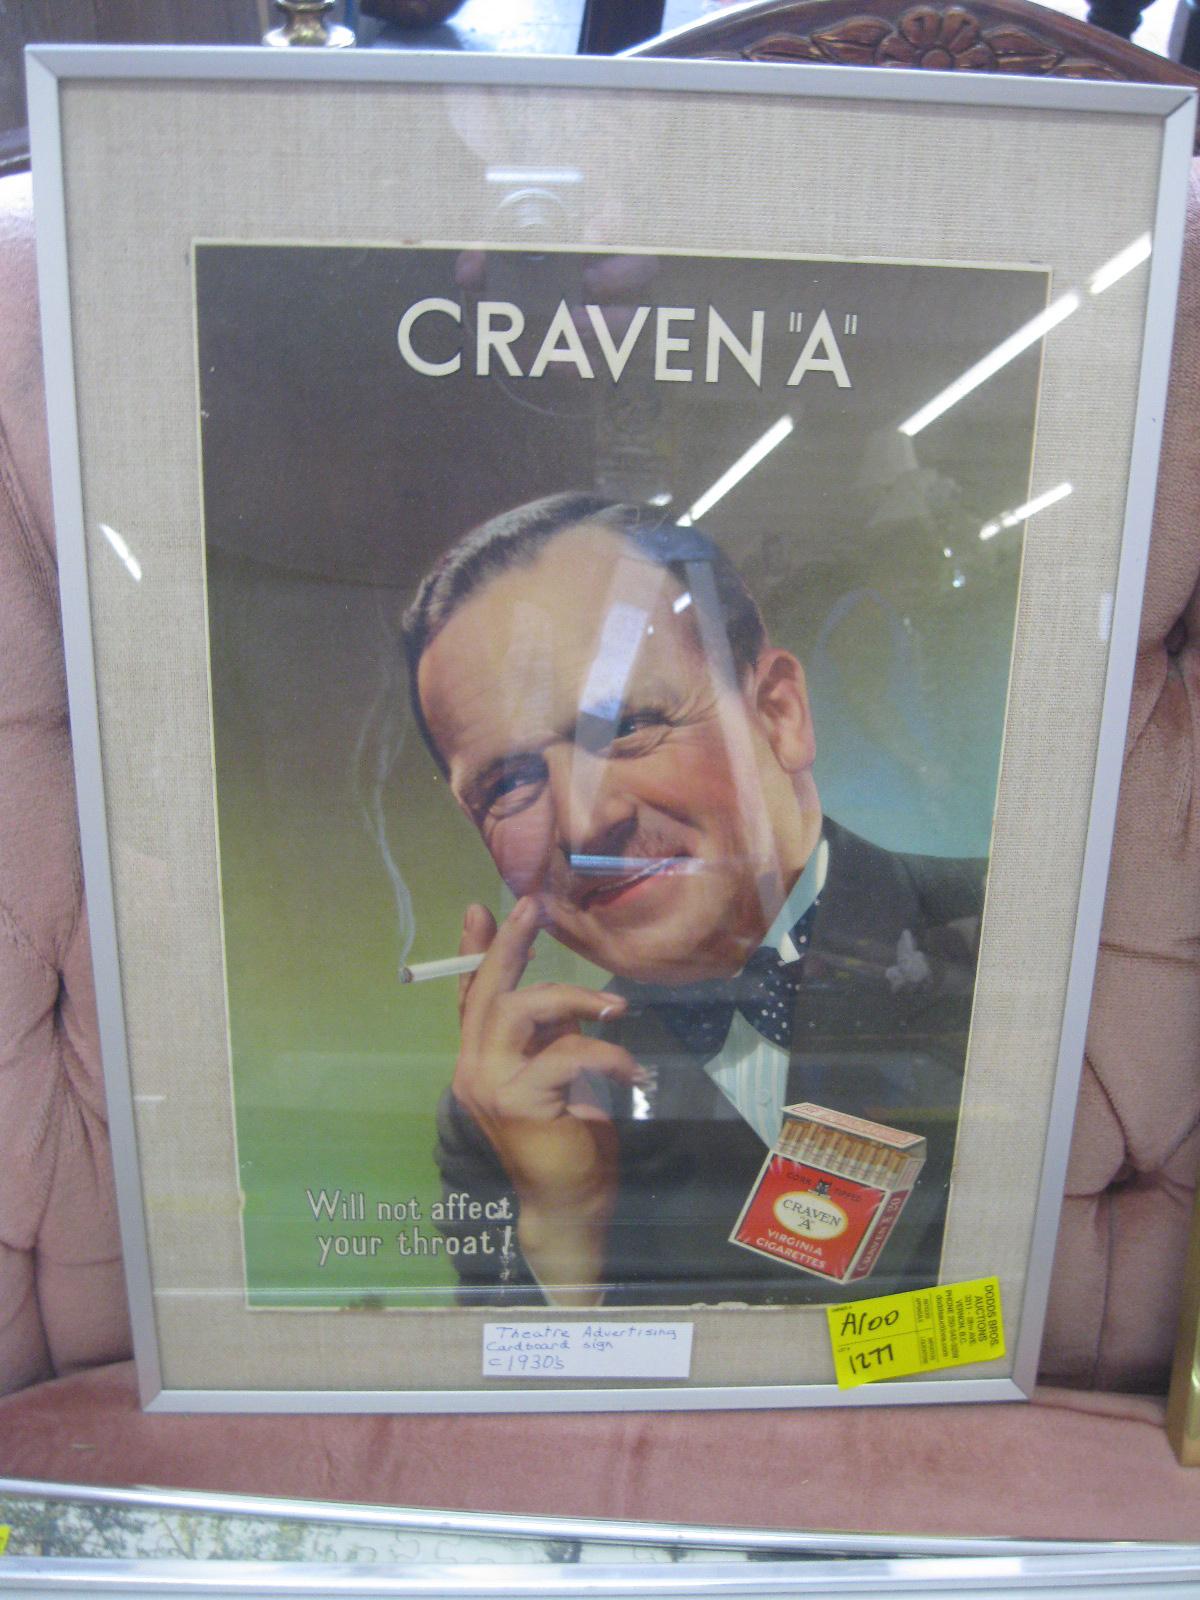 CRAVEN "A"
Will not affect
your throat!
CORK TIPPED
CRAVEN
"A"
VIRGINIA
CIGARETTES
Theatre Advertising
Cardboard sign
c1930's
A100
1277
DODDS BROS.
AUCTIONS
VERNON, B.C.